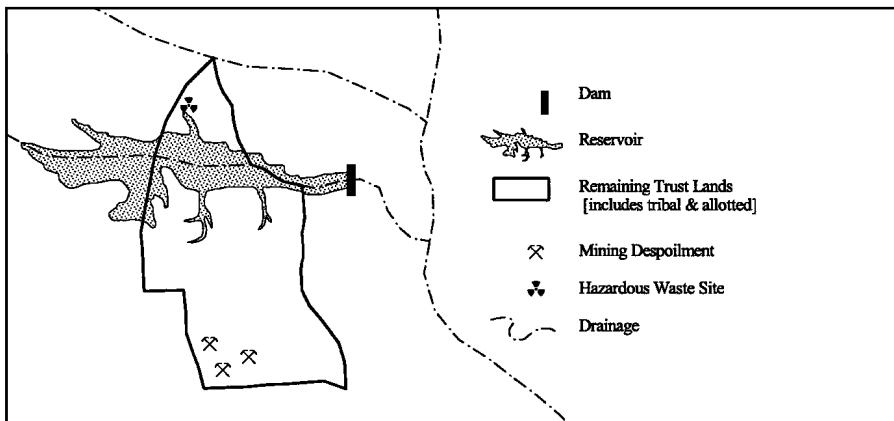 Dam
Reservoir
Remaining Trust Lands
[includes tribal & allotted]
Mining Despoilment
Hazardous Waste Site
Drainage